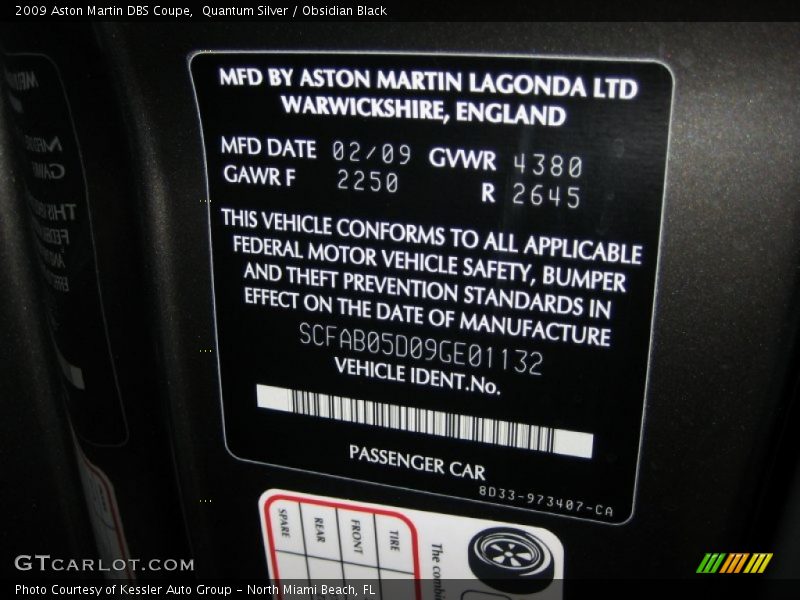 2009 Aston Martin DBS Coupe,  Quantum Silver / Obsidian Black
MFD BY ASTON MARTIN LAGONDA LTD
WARWICKSHIRE, ENGLAND
MFD DATE 02/09 GVWR 4380
GAWR F 2250 R 2645
THIS VEHICLE CONFORMS TO ALL APPLICABLE
FEDERAL MOTOR VEHICLE SAFETY, BUMPER
AND THEFT PREVENTION STANDARDS IN
EFFECT ON THE DATE OF MANUFACTURE
SCFAB05D09GE01132
VEHICLE IDENT.No.
PASSENGER CAR
8D33-973407-CA
TIRE
FRONT
REAR
SPARE
The
GTCARLOT.COM
Photo Courtesy of Kessler Auto Group - North Miami Beach, FL